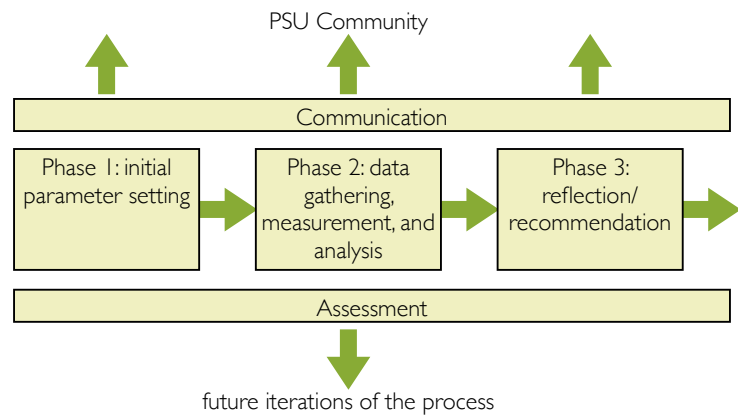 PSU Community
Communication
Phase 1: initial
parameter setting
Phase 2: data
gathering,
measurement, and
analysis
Phase 3:
reflection/
recommendation
Assessment
future iterations of the process